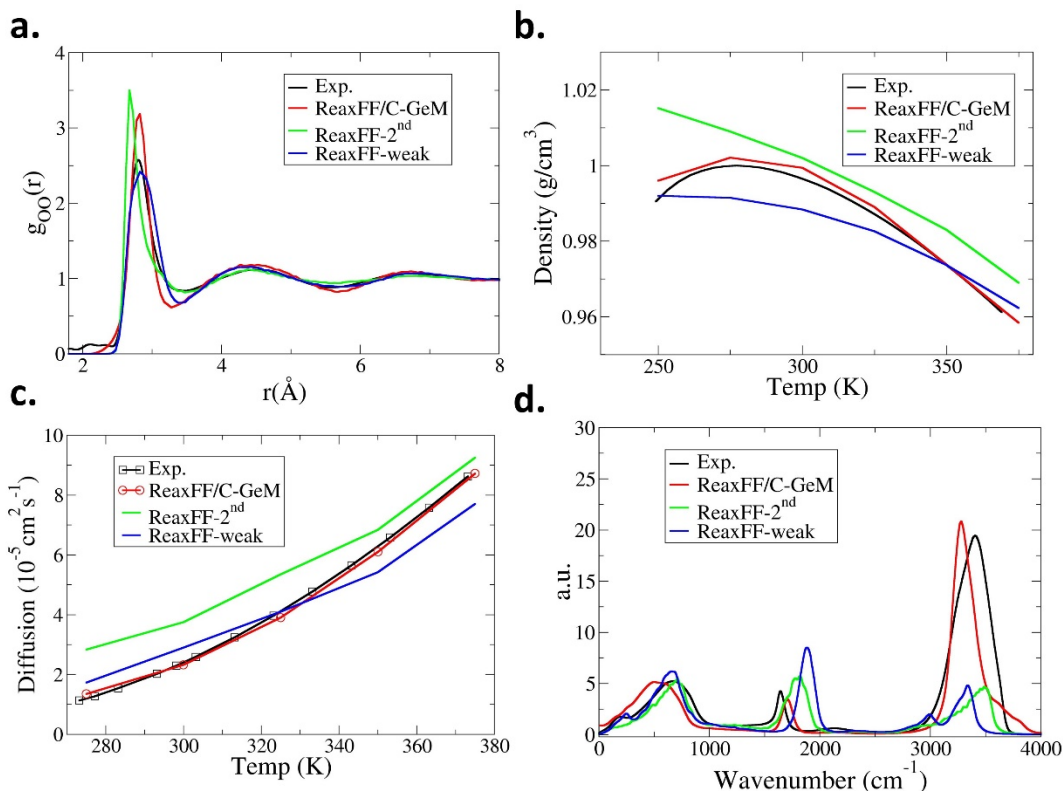 a.
4
3
2
1
0
g_OO(r)
2
4
6
8
r(Å)
Exp.
ReaxFF/C-GeM
ReaxFF-2nd
ReaxFF-weak
b.
1.02
1
0.98
0.96
Density (g/cm³)
250
300
350
Temp (K)
Exp.
ReaxFF/C-GeM
ReaxFF-2nd
ReaxFF-weak
c.
10
8
6
4
2
0
Diffusion (10⁻⁵ cm² s⁻¹)
280
300
320
340
360
380
Temp (K)
Exp.
ReaxFF/C-GeM
ReaxFF-2nd
ReaxFF-weak
d.
30
25
20
15
10
5
0
a.u.
0
1000
2000
3000
4000
Wavenumber (cm⁻¹)
Exp.
ReaxFF/C-GeM
ReaxFF-2nd
ReaxFF-weak